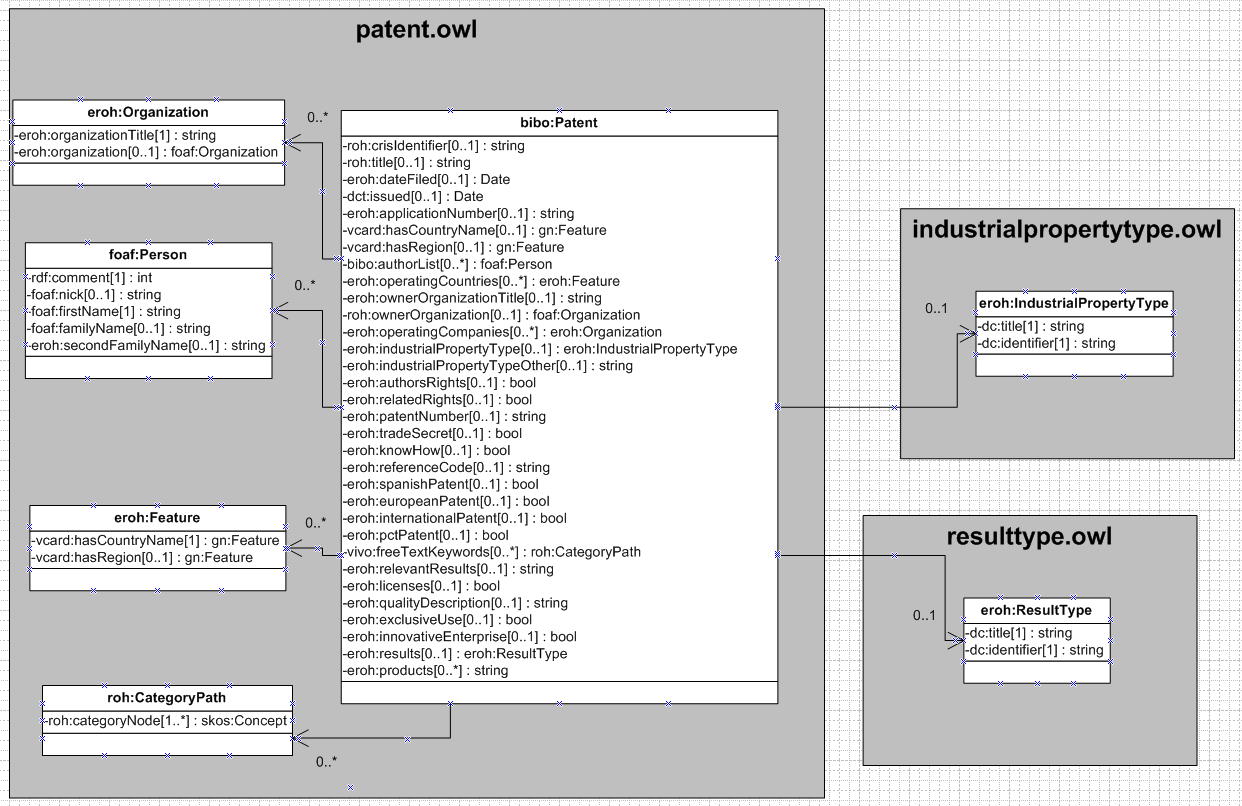 patent.owl
eroh:Organization
-eroh:organizationTitle[1] : string
-eroh:organization[0..1] : foaf:Organization
0..*
foaf:Person
-rdf:comment[1] : int
-foaf:nick[0..1] : string
-foaf:firstName[1] : string
-foaf:familyName[0..1] : string
-eroh:secondFamilyName[0..1] : string
0..*
eroh:Feature
-vcard:hasCountryName[1] : gn:Feature
-vcard:hasRegion[0..1] : gn:Feature
0..*
roh:CategoryPath
-roh:categoryNode[1..*] : skos:Concept
0..*
bibo:Patent
-roh:crisIdentifier[0..1] : string
-roh:title[0..1] : string
-eroh:dateFiled[0..1] : Date
-dct:issued[0..1] : Date
-eroh:applicationNumber[0..1] : string
-vcard:hasCountryName[0..1] : gn:Feature
-vcard:hasRegion[0..1] : gn:Feature
-bibo:authorList[0..*] : foaf:Person
-eroh:operatingCountries[0..*] : eroh:Feature
-eroh:ownerOrganizationTitle[0..1] : string
-roh:ownerOrganization[0..1] : foaf:Organization
-eroh:operatingCompanies[0..*] : eroh:Organization
-eroh:industrialPropertyType[0..1] : eroh:IndustrialPropertyType
-eroh:industrialPropertyTypeOther[0..1] : string
-eroh:authorsRights[0..1] : bool
-eroh:relatedRights[0..1] : bool
-eroh:patentNumber[0..1] : string
-eroh:tradeSecret[0..1] : bool
-eroh:knowHow[0..1] : bool
-eroh:referenceCode[0..1] : string
-eroh:spanishPatent[0..1] : bool
-eroh:europeanPatent[0..1] : bool
-eroh:internationalPatent[0..1] : bool
-eroh:pctPatent[0..1] : bool
-vivo:freeTextKeywords[0..*] : roh:CategoryPath
-eroh:relevantResults[0..1] : string
-eroh:licenses[0..1] : bool
-eroh:qualityDescription[0..1] : string
-eroh:exclusiveUse[0..1] : bool
-eroh:innovativeEnterprise[0..1] : bool
-eroh:results[0..1] : eroh:ResultType
-eroh:products[0..*] : string
industrialpropertytype.owl
0..1
eroh:IndustrialPropertyType
-dc:title[1] : string
-dc:identifier[1] : string
resulttype.owl
0..1
eroh:ResultType
-dc:title[1] : string
-dc:identifier[1] : string